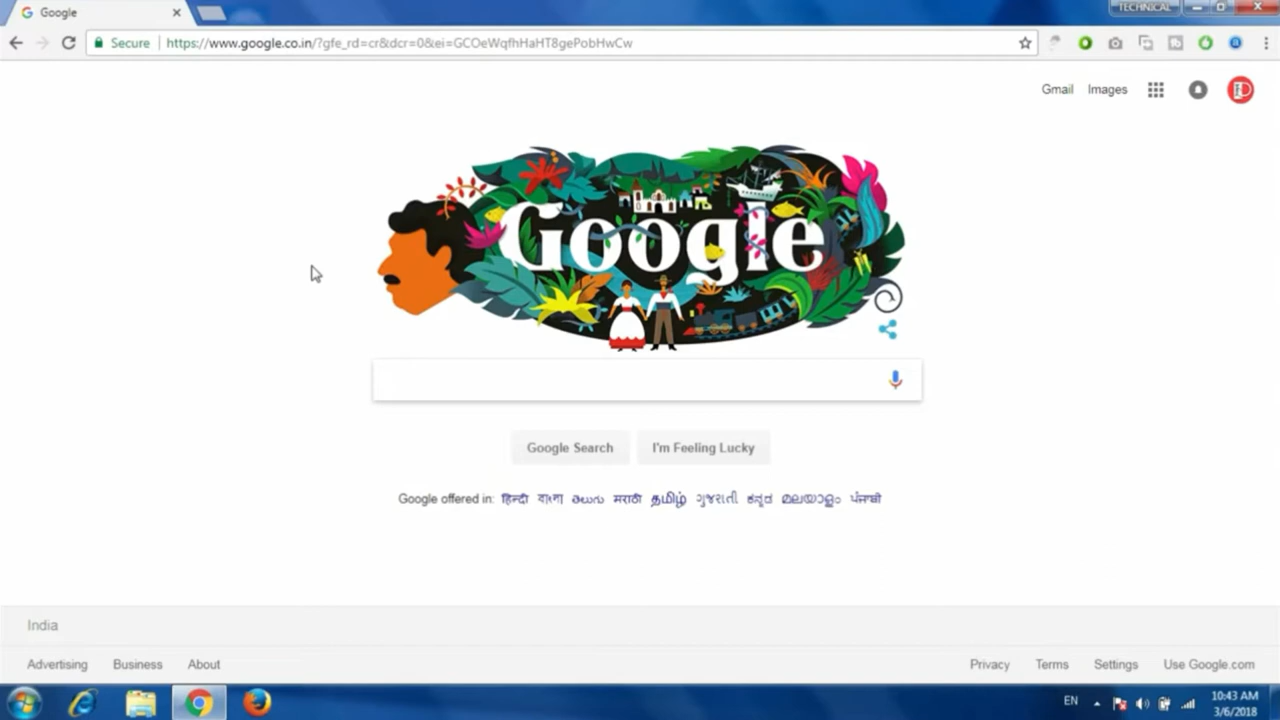 Google
TECHNICAL
Secure https://www.google.co.in/?gfe_rd=cr&dcr=0&ei=GCOeWqfhHaHT8gePobHwCw
Gmail Images
Google
Google Search I'm Feeling Lucky
Google offered in: हिन्दी বাংলা తెలుగు मराठी தமிழ் ગુજરાતી ಕನ್ನಡ മലയാളം ਪੰਜਾਬੀ
India
Advertising Business About Privacy Terms Settings Use Google.com
EN 10:43 AM
3/6/2018